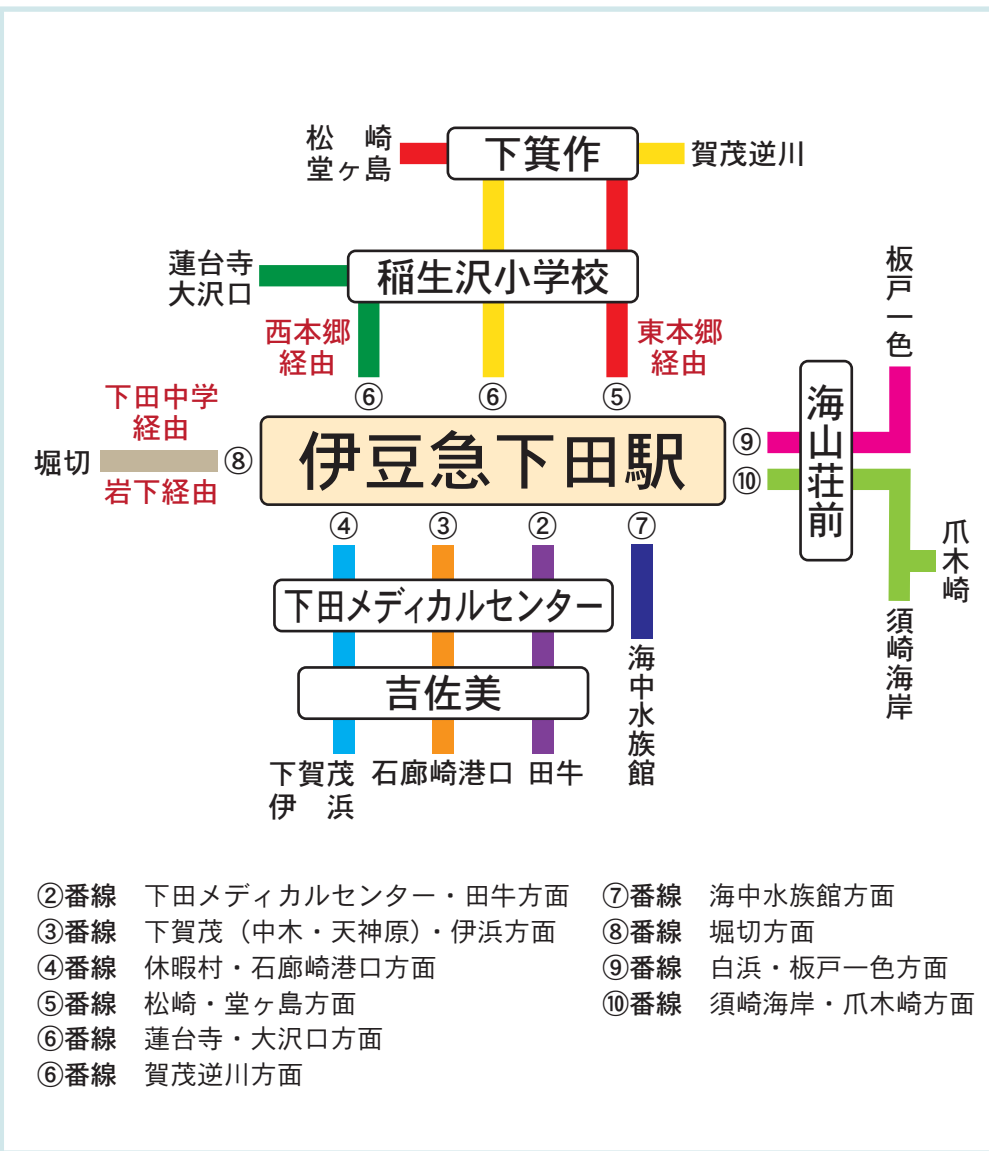 松　崎
堂ヶ島
下箕作
賀茂逆川
蓮台寺
大沢口
稲生沢小学校
西本郷
経由
東本郷
経由
⑥
⑥
⑤
板戸一色
下田中学
経由
堀切
⑧
岩下経由
伊豆急下田駅
⑨
⑩
海山荘前
爪木崎
須崎海岸
④
③
②
⑦
下田メディカルセンター
吉佐美
海中水族館
下賀茂
伊　浜
石廊崎港口
田牛
②番線　下田メディカルセンター・田牛方面
③番線　下賀茂（中木・天神原）・伊浜方面
④番線　休暇村・石廊崎港口方面
⑤番線　松崎・堂ヶ島方面
⑥番線　蓮台寺・大沢口方面
⑥番線　賀茂逆川方面
⑦番線　海中水族館方面
⑧番線　堀切方面
⑨番線　白浜・板戸一色方面
⑩番線　須崎海岸・爪木崎方面